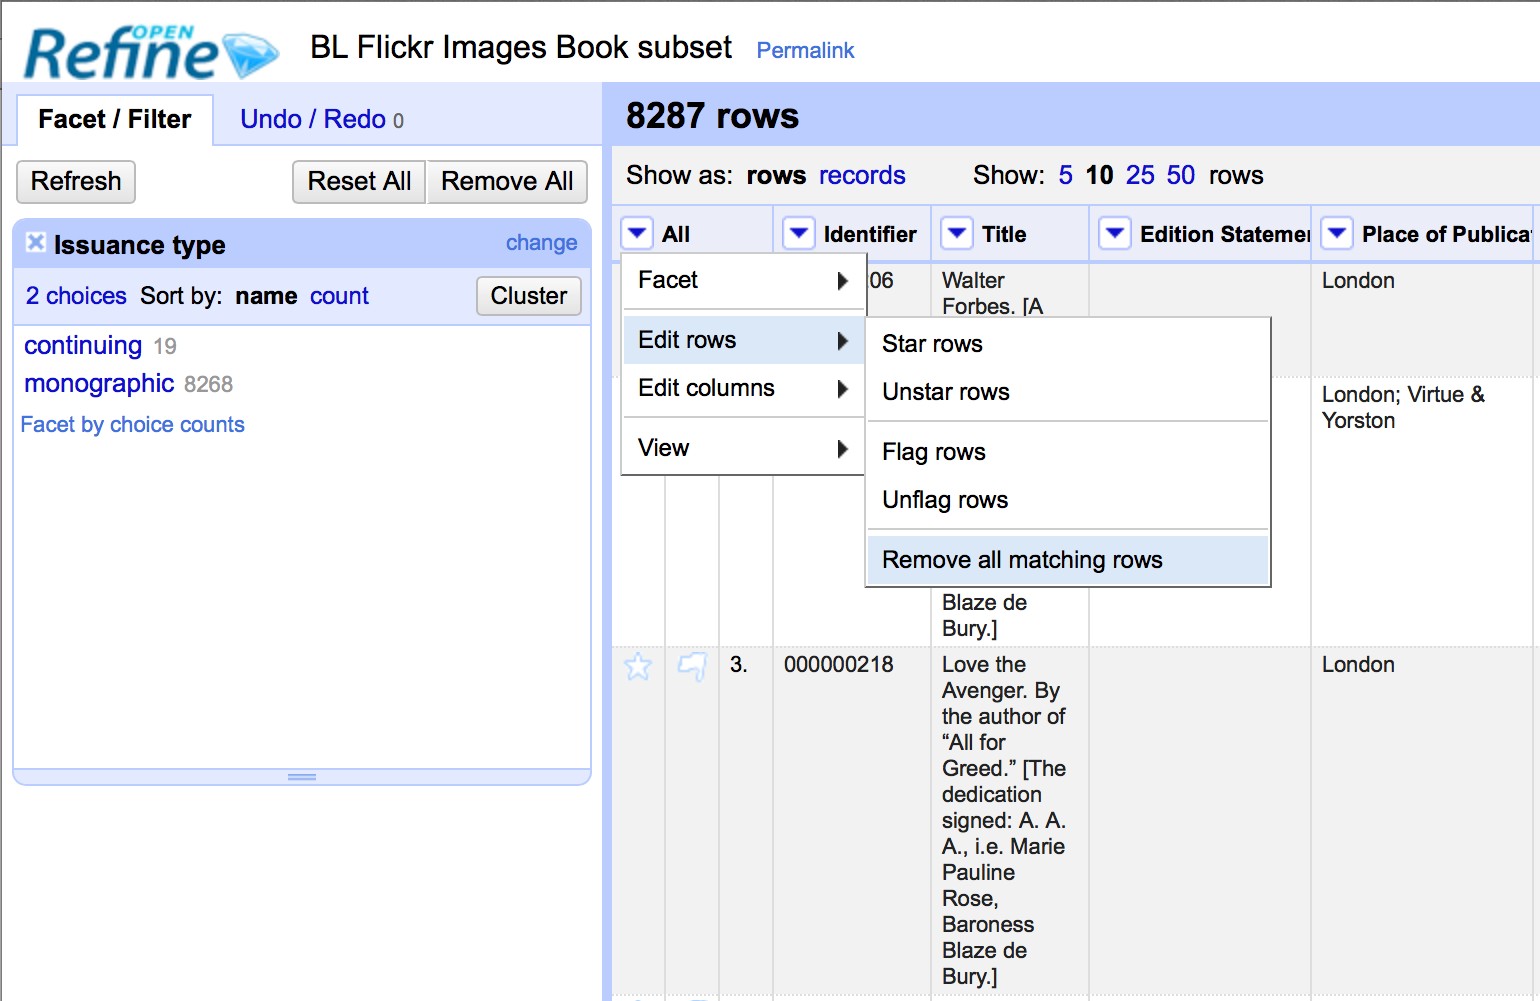 OPEN
Refine
BL Flickr Images Book subset Permalink
Facet / Filter
Undo / Redo 0
Refresh
Reset All
Remove All
Issuance type
change
2 choices Sort by: name count
Cluster
continuing 19
monographic 8268
Facet by choice counts
8287 rows
Show as: rows records
Show: 5 10 25 50 rows
All
Identifier
Title
Edition Statemen
Place of Publica
Facet
Edit rows
Edit columns
View
Star rows
Unstar rows
Flag rows
Unflag rows
Remove all matching rows
06
Walter
Forbes. [A
London
London; Virtue &
Yorston
Blaze de
Bury.]
3.
000000218
Love the
Avenger. By
the author of
“All for
Greed.” [The
dedication
signed: A. A.
A., i.e. Marie
Pauline
Rose,
Baroness
Blaze de
Bury.]
London